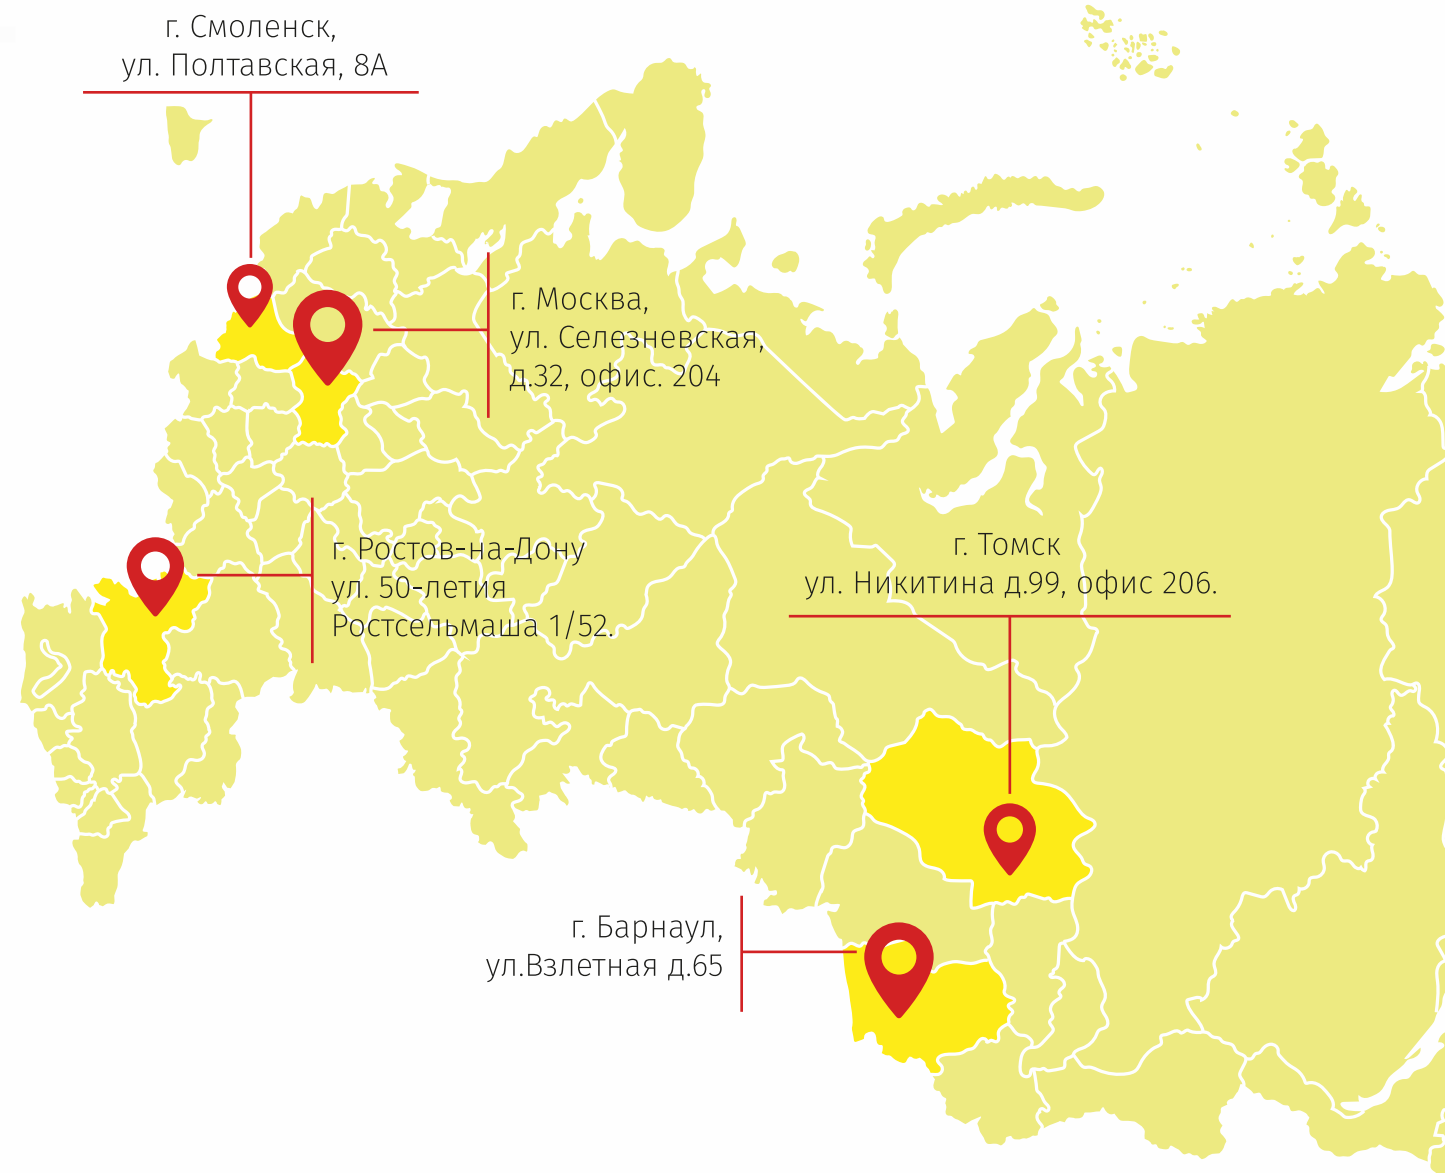 г. Смоленск,
ул. Полтавская, 8А
г. Москва,
ул. Селезневская,
д.32, офис. 204
г. Ростов-на-Дону
ул. 50-летия
Ростсельмаша 1/52.
г. Томск
ул. Никитина д.99, офис 206.
г. Барнаул,
ул.Взлетная д.65